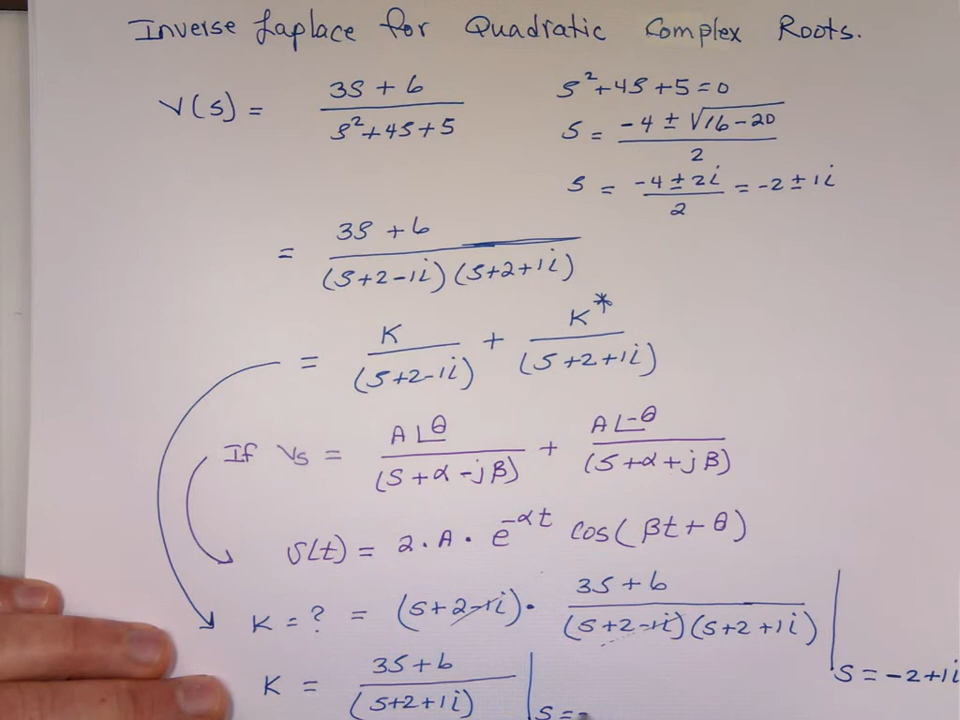 Inverse Laplace for Quadratic Complex Roots.
V(s) = 3S + 6 / S² + 4S + 5
S² + 4S + 5 = 0
S = -4 ± √16 - 20 / 2
S = -4 ± 2i / 2 = -2 ± 1i
= 3S + 6 / (S+2-1i)(S+2+1i)
= K / (S+2-1i) + K* / (S+2+1i)
If Vs = A∠θ / (S+α-jβ) + A∠-θ / (S+α+jβ)
v(t) = 2·A·e^-αt cos(βt+θ)
K = ? = (S+2-1i)· 3S + 6 / (S+2-1i)(S+2+1i) | S = -2+1i
K = 3S+6 / (S+2+1i) | S = -